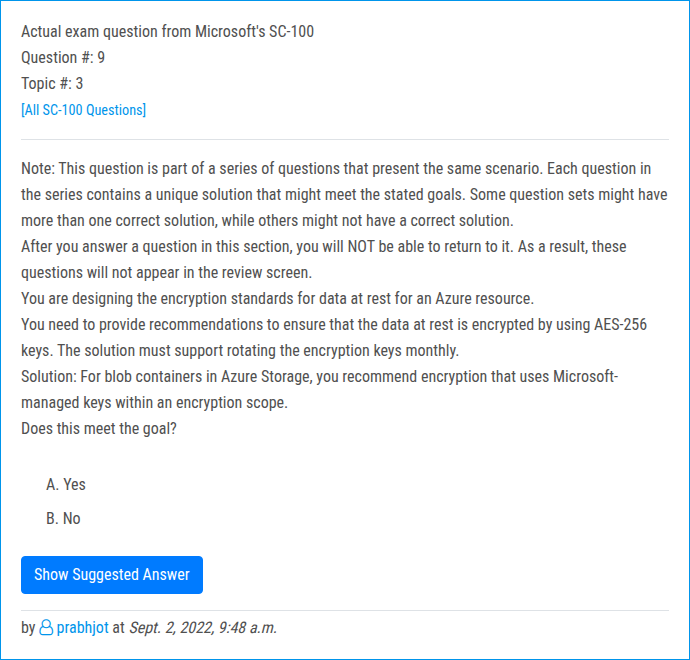 Actual exam question from Microsoft's SC-100
Question #: 9
Topic #: 3
[All SC-100 Questions]
Note: This question is part of a series of questions that present the same scenario. Each question in
the series contains a unique solution that might meet the stated goals. Some question sets might have
more than one correct solution, while others might not have a correct solution.
After you answer a question in this section, you will NOT be able to return to it. As a result, these
questions will not appear in the review screen.
You are designing the encryption standards for data at rest for an Azure resource.
You need to provide recommendations to ensure that the data at rest is encrypted by using AES-256
keys. The solution must support rotating the encryption keys monthly.
Solution: For blob containers in Azure Storage, you recommend encryption that uses Microsoft-
managed keys within an encryption scope.
Does this meet the goal?
A. Yes
B. No
Show Suggested Answer
by prabhjot at Sept. 2, 2022, 9:48 a.m.